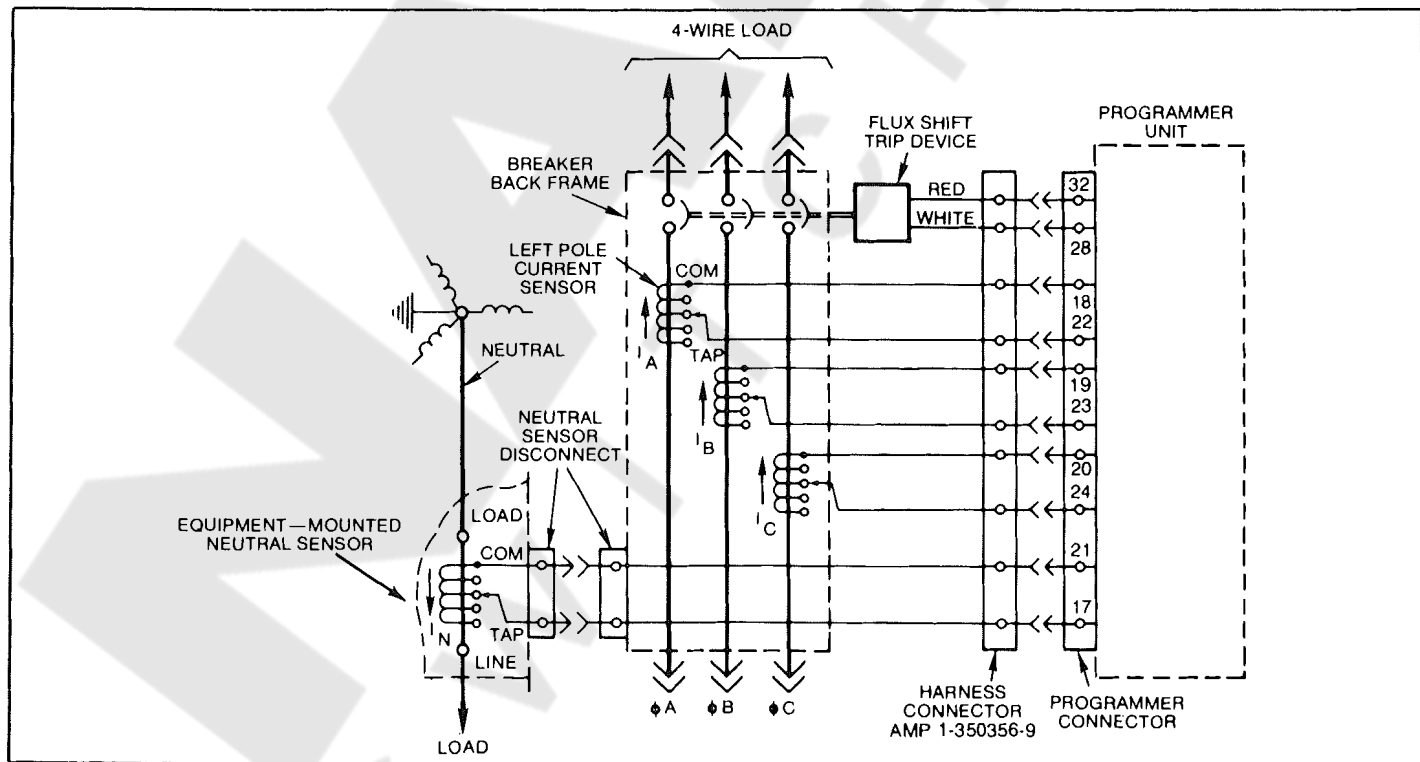 4-WIRE LOAD
PROGRAMMER
UNIT
FLUX SHIFT
TRIP DEVICE
BREAKER
BACK FRAME
RED
32
WHITE
28
LEFT POLE
CURRENT
SENSOR
COM
18
22
I A
TAP
NEUTRAL
19
23
I B
NEUTRAL
SENSOR
DISCONNECT
20
24
I C
EQUIPMENT—MOUNTED
NEUTRAL SENSOR
LOAD
COM
21
17
I N
TAP
LINE
ϕA
ϕB
ϕC
LOAD
HARNESS
CONNECTOR
AMP 1-350356-9
PROGRAMMER
CONNECTOR